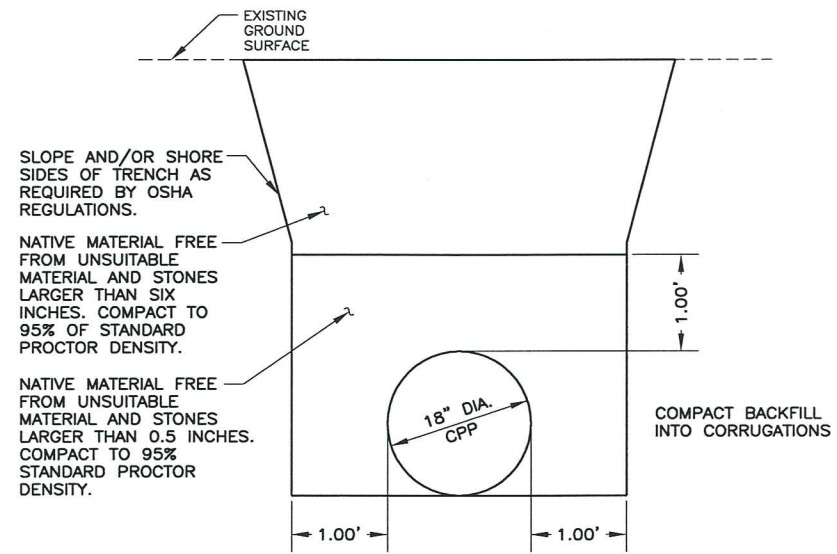 EXISTING
GROUND
SURFACE
SLOPE AND/OR SHORE
SIDES OF TRENCH AS
REQUIRED BY OSHA
REGULATIONS.
NATIVE MATERIAL FREE
FROM UNSUITABLE
MATERIAL AND STONES
LARGER THAN SIX
INCHES. COMPACT TO
95% OF STANDARD
PROCTOR DENSITY.
NATIVE MATERIAL FREE
FROM UNSUITABLE
MATERIAL AND STONES
LARGER THAN 0.5 INCHES.
COMPACT TO 95%
STANDARD PROCTOR
DENSITY.
1.00'
18" DIA.
CPP
COMPACT BACKFILL
INTO CORRUGATIONS
1.00'
1.00'